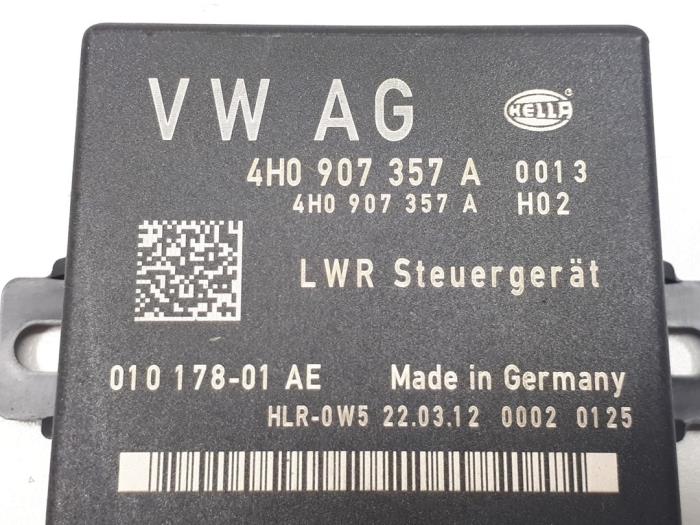 VW AG
HELLA
4H0 907 357 A 0013
4H0 907 357 A H02
LWR Steuergerät
010 178-01 AE Made in Germany
HLR-0W5 22.03.12 0002 0125